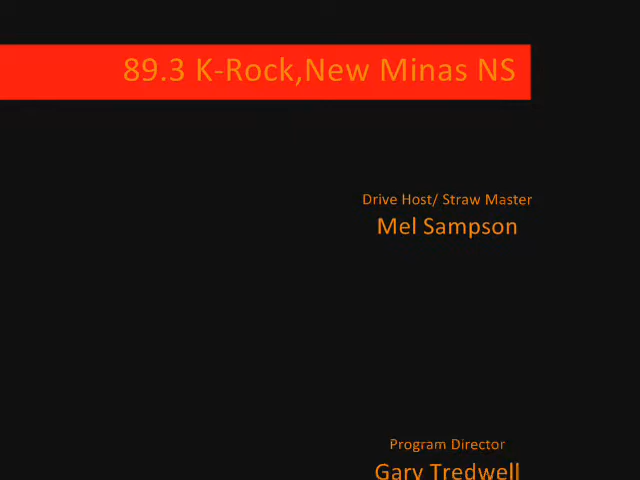 89.3 K-Rock,New Minas NS
Drive Host/ Straw Master
Mel Sampson
Program Director
Gary Tredwell